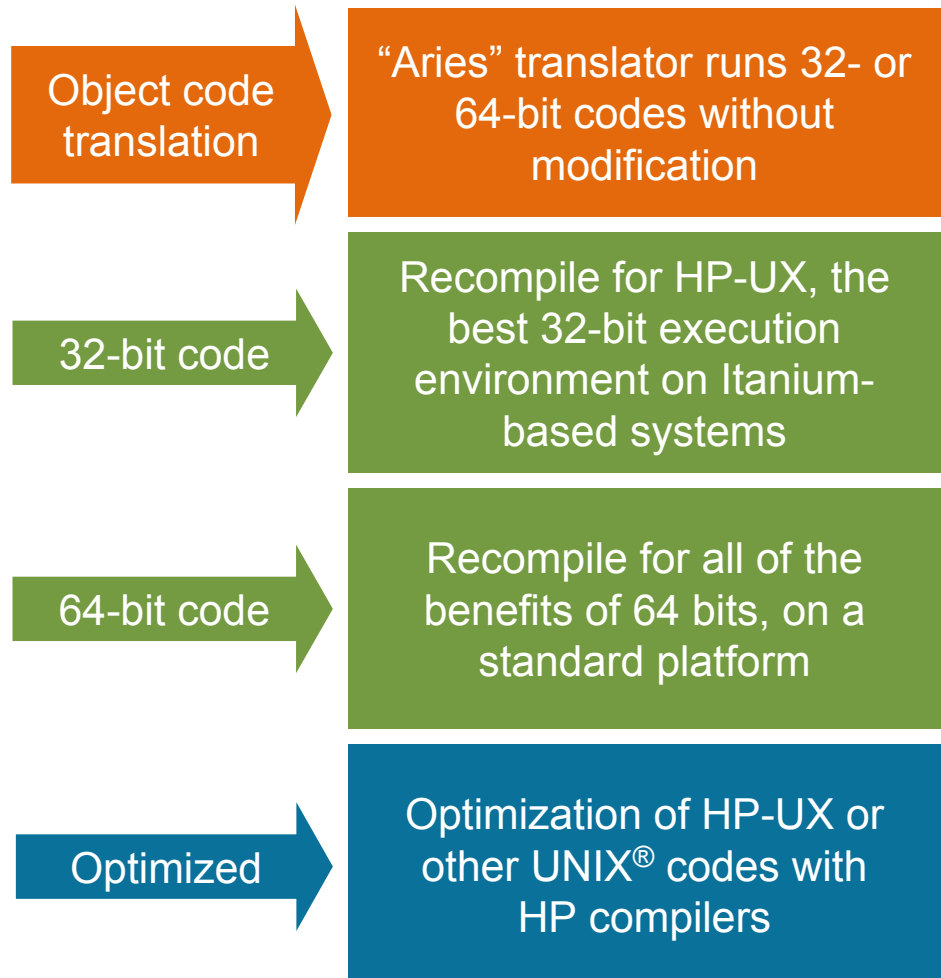 Object code
translation
“Aries” translator runs 32- or
64-bit codes without
modification
32-bit code
Recompile for HP-UX, the
best 32-bit execution
environment on Itanium-
based systems
64-bit code
Recompile for all of the
benefits of 64 bits, on a
standard platform
Optimized
Optimization of HP-UX or
other UNIX® codes with
HP compilers